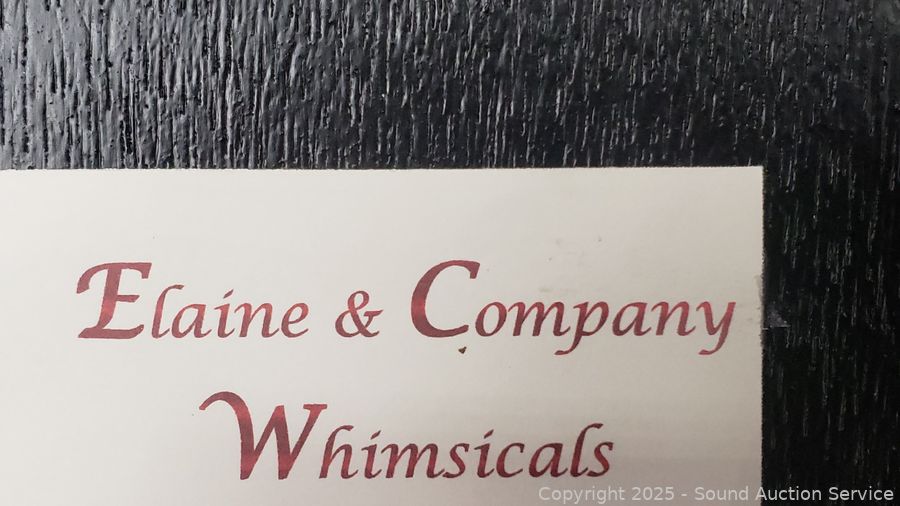 Elaine & Company
Whimsicals
Copyright 2025 - Sound Auction Service